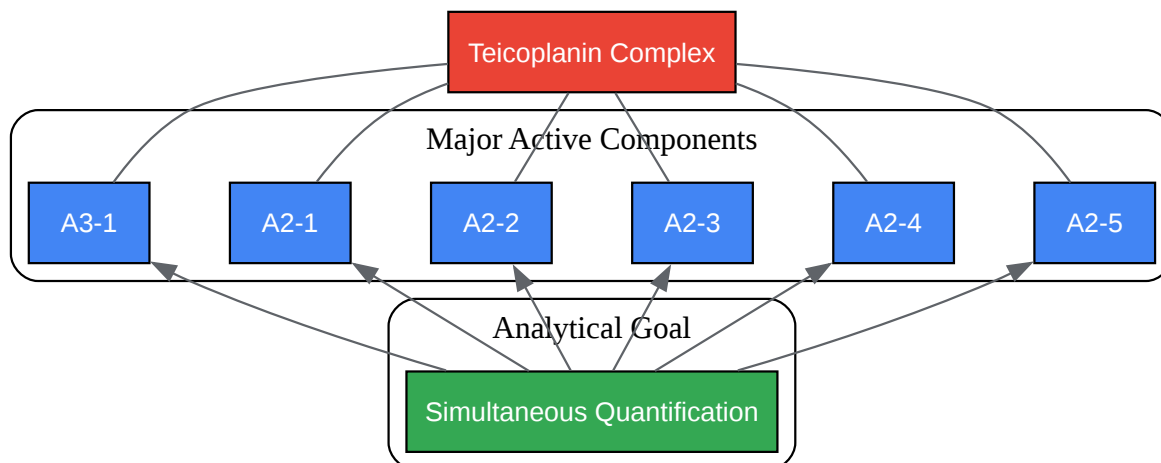 Teicoplanin Complex
Major Active Components
A3-1
A2-1
A2-2
A2-3
A2-4
A2-5
Analytical Goal
Simultaneous Quantification